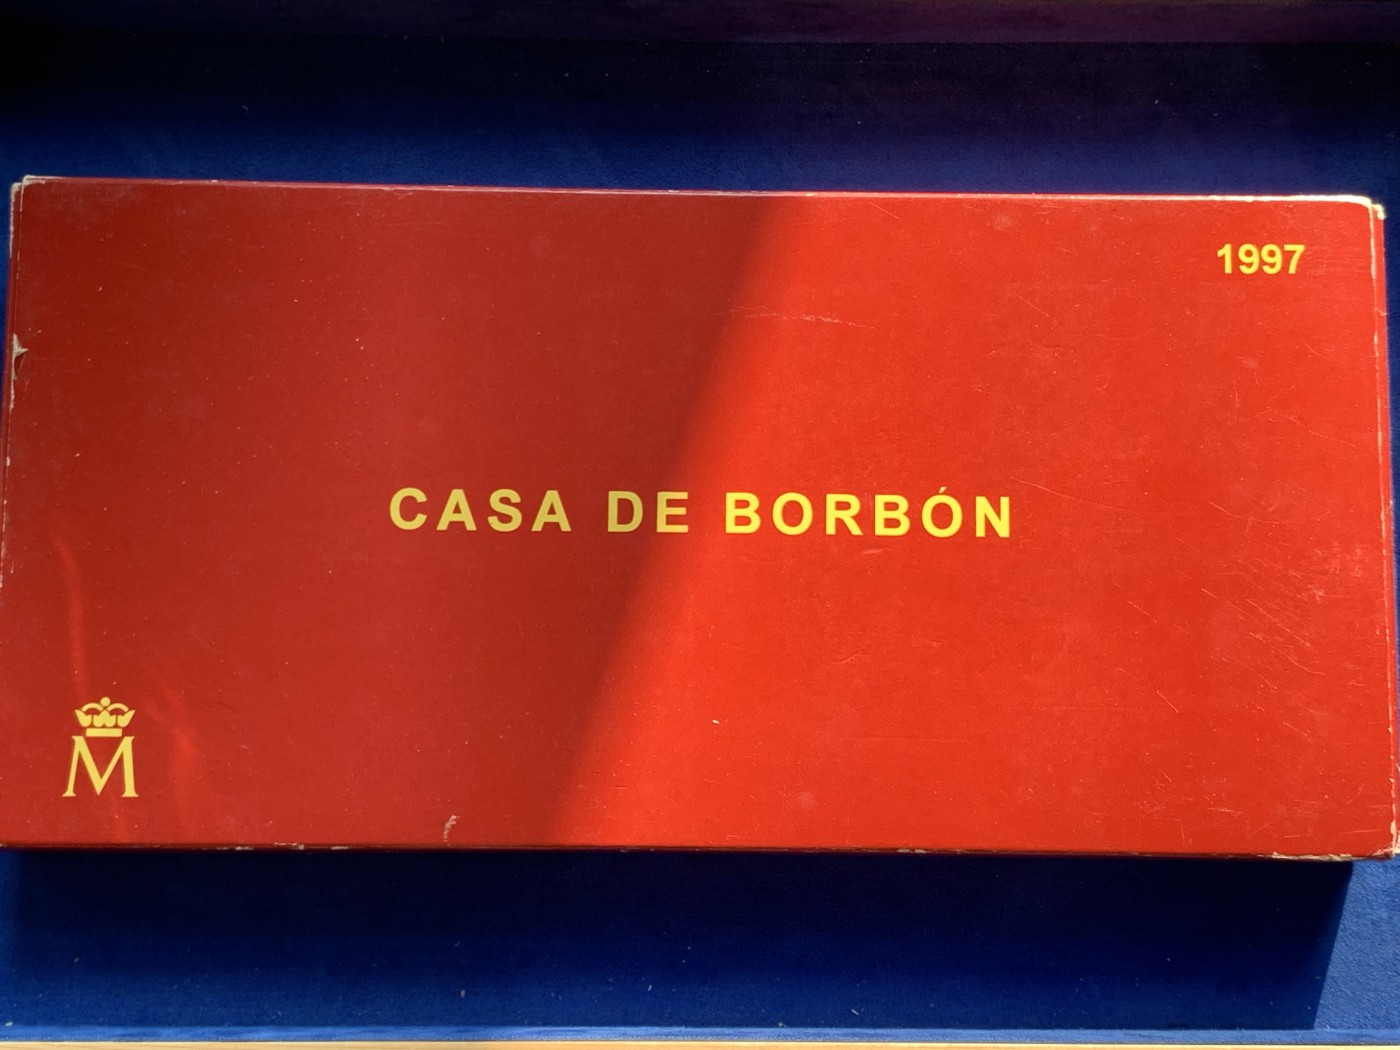 1997
CASA DE BORBÓN
M